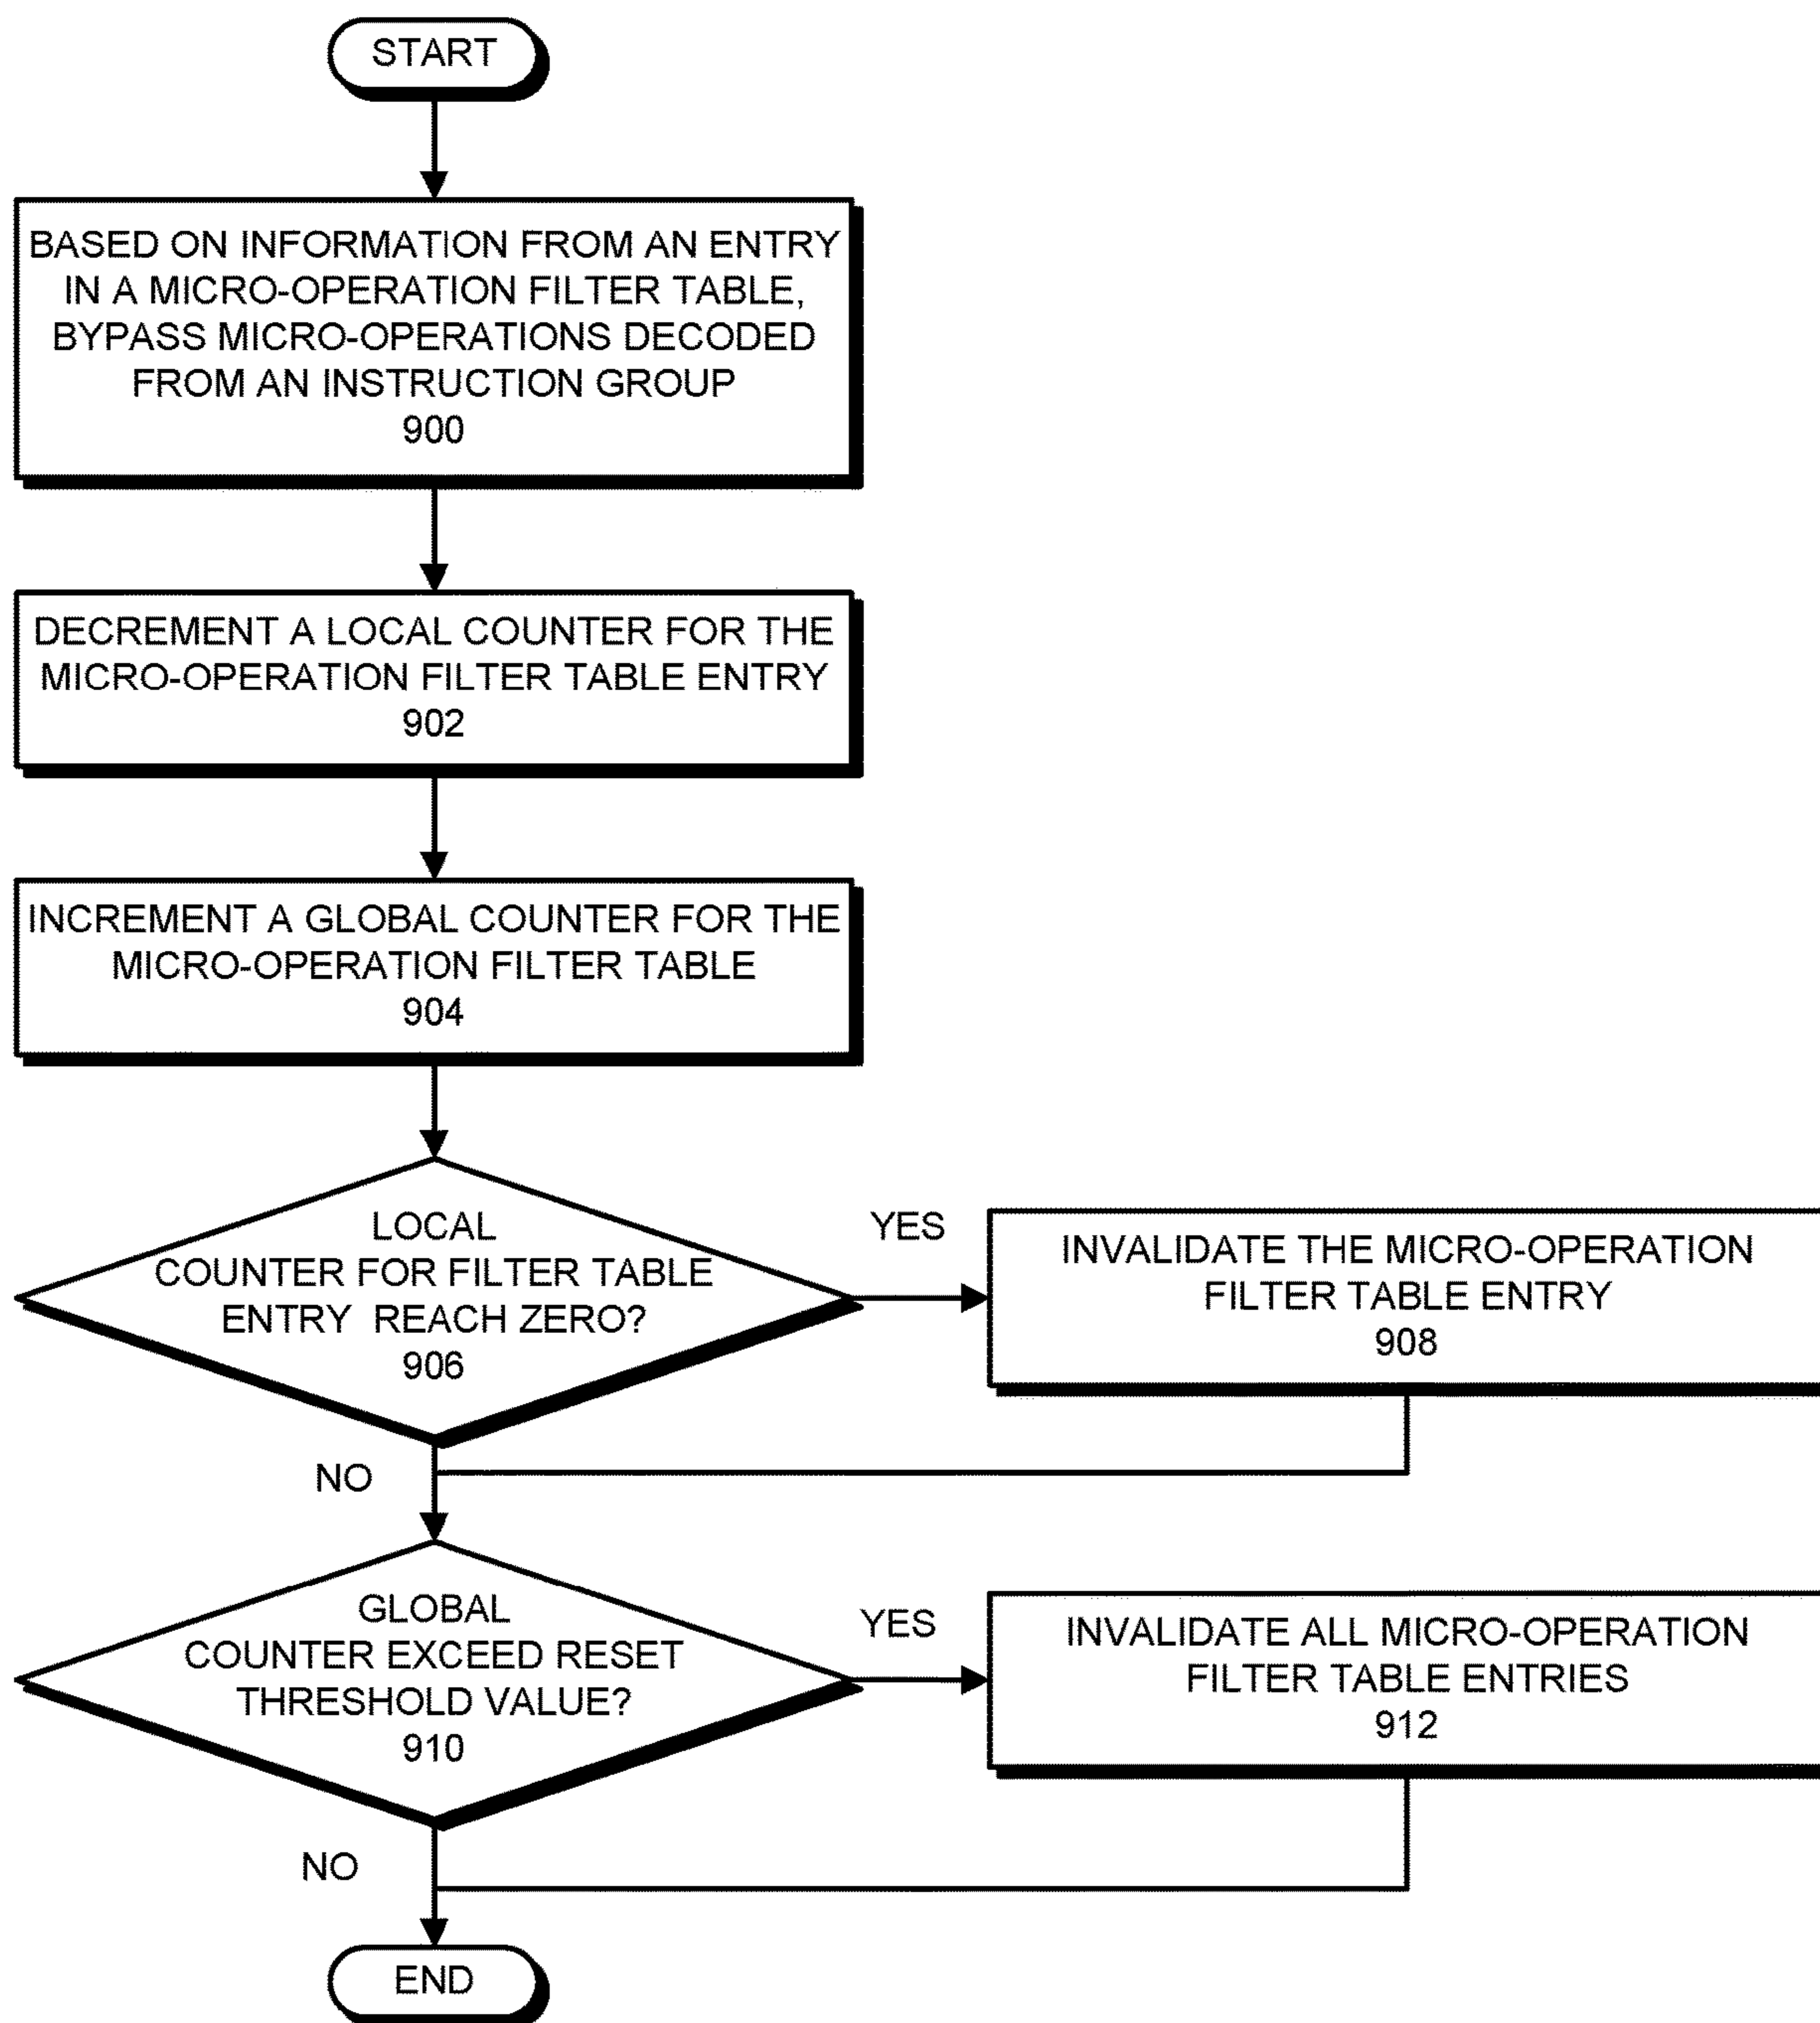 START
BASED ON INFORMATION FROM AN ENTRY
IN A MICRO-OPERATION FILTER TABLE,
BYPASS MICRO-OPERATIONS DECODED
FROM AN INSTRUCTION GROUP
900
DECREMENT A LOCAL COUNTER FOR THE
MICRO-OPERATION FILTER TABLE ENTRY
902
INCREMENT A GLOBAL COUNTER FOR THE
MICRO-OPERATION FILTER TABLE
904
LOCAL
COUNTER FOR FILTER TABLE
ENTRY REACH ZERO?
906
YES
INVALIDATE THE MICRO-OPERATION
FILTER TABLE ENTRY
908
NO
GLOBAL
COUNTER EXCEED RESET
THRESHOLD VALUE?
910
YES
INVALIDATE ALL MICRO-OPERATION
FILTER TABLE ENTRIES
912
NO
END